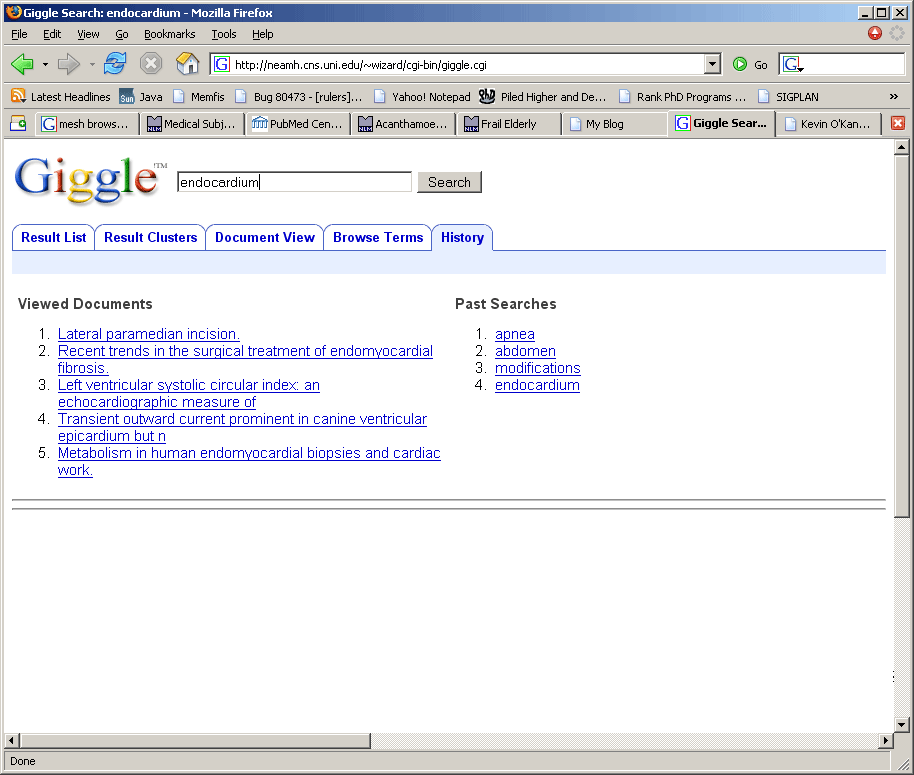 Giggle Search: endocardium - Mozilla Firefox
File Edit View Go Bookmarks Tools Help
http://neamh.cns.uni.edu/~wizard/cgi-bin/giggle.cgi Go G
Latest Headlines Sun Java Memfis Bug 80473 - [rulers]... Yahoo! Notepad Piled Higher and De... Rank PhD Programs ... SIGPLAN »
G mesh brows... NLM Medical Subj... PubMed Cen... NLM Acanthamoe... NLM Frail Elderly My Blog G Giggle Sear... Kevin O'Kan...
Giggle™ endocardium Search
Result List Result Clusters Document View Browse Terms History
Viewed Documents
1. Lateral paramedian incision.
2. Recent trends in the surgical treatment of endomyocardial
fibrosis.
3. Left ventricular systolic circular index: an
echocardiographic measure of
4. Transient outward current prominent in canine ventricular
epicardium but n
5. Metabolism in human endomyocardial biopsies and cardiac
work.
Past Searches
1. apnea
2. abdomen
3. modifications
4. endocardium
Done